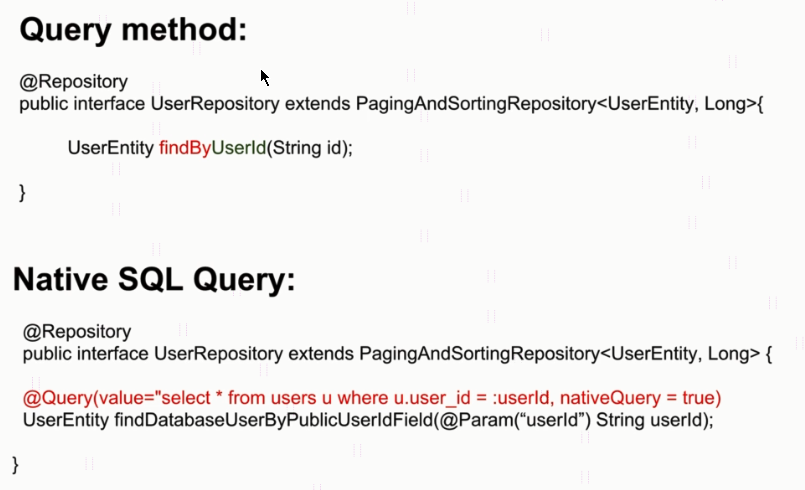 Query method:
@Repository
public interface UserRepository extends PagingAndSortingRepository<UserEntity, Long>{
UserEntity findByUserId(String id);
}
Native SQL Query:
@Repository
public interface UserRepository extends PagingAndSortingRepository<UserEntity, Long> {
@Query(value="select * from users u where u.user_id = :userId, nativeQuery = true)
UserEntity findDatabaseUserByPublicUserIdField(@Param(“userId”) String userId);
}